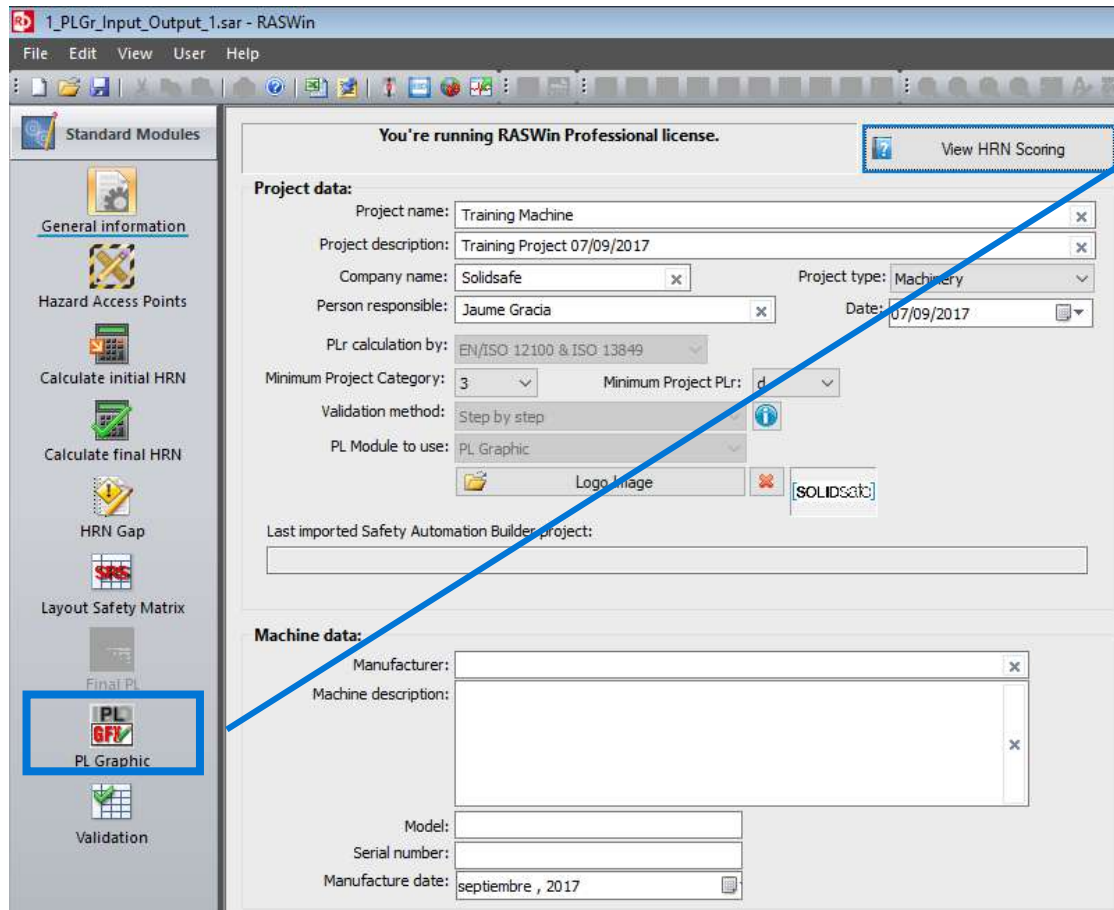 1_PLGr_Input_Output_1.sar - RASWin
File Edit View User Help
Standard Modules
General information
Hazard Access Points
Calculate initial HRN
Calculate final HRN
HRN Gap
SRS
Layout Safety Matrix
Final PL
PL
GFX
PL Graphic
Validation
You're running RASWin Professional license.
View HRN Scoring
Project data:
Project name: Training Machine
Project description: Training Project 07/09/2017
Company name: Solidsafe Project type: Machinery
Person responsible: Jaume Gracia Date: 07/09/2017
PLr calculation by: EN/ISO 12100 & ISO 13849
Minimum Project Category: 3 Minimum Project PLr: d
Validation method: Step by step
PL Module to use: PL Graphic
Logo Image
[SOLIDsafe]
Last imported Safety Automation Builder project:
Machine data:
Manufacturer:
Machine description:
Model:
Serial number:
Manufacture date: septiembre , 2017